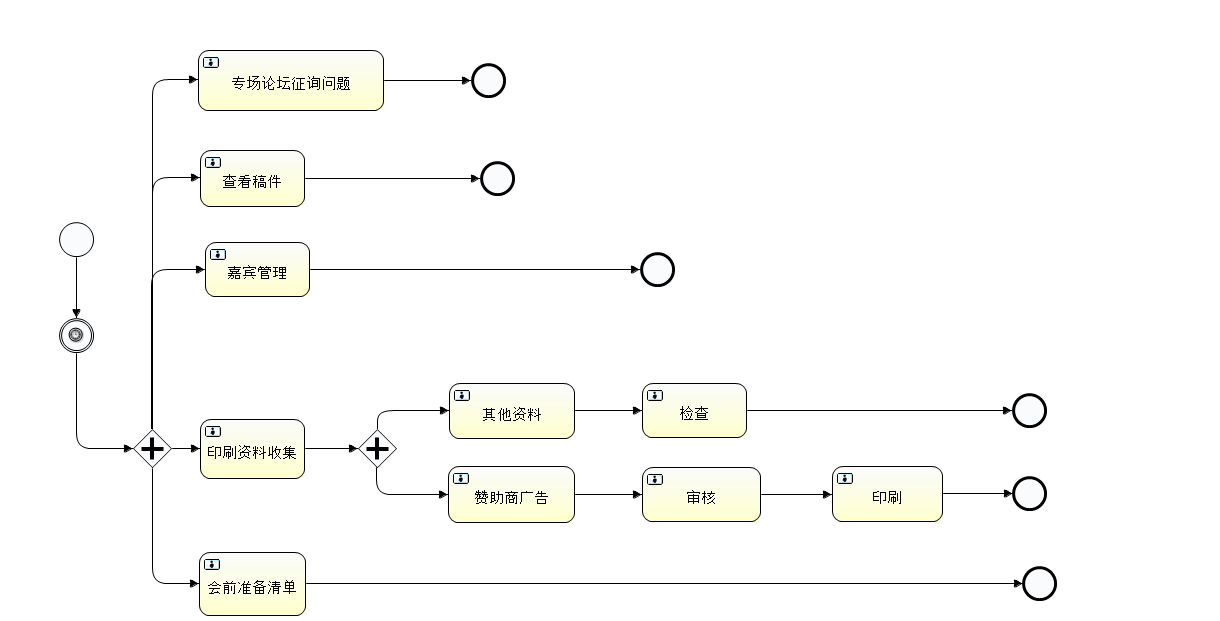 专场论坛征询问题
查看稿件
嘉宾管理
其他资料
检查
印刷资料收集
赞助商广告
审核
印刷
会前准备清单